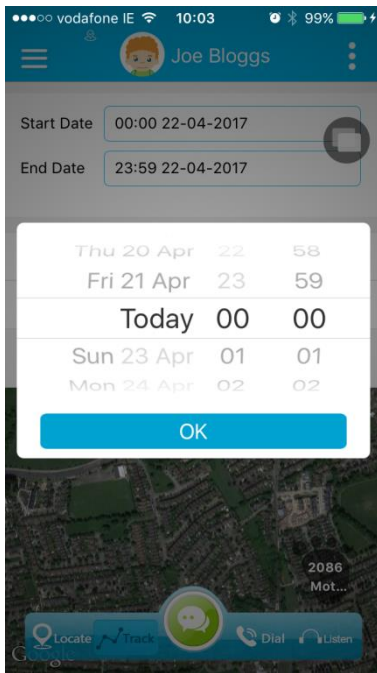 vodafone IE 10:03 99%
Joe Bloggs
Start Date 00:00 22-04-2017
End Date 23:59 22-04-2017
Thu 20 Apr 22 58
Fri 21 Apr 23 59
Today 00 00
Sun 23 Apr 01 01
Mon 24 Apr 02 02
OK
2086
Mot...
Locate Track Dial Listen
Google